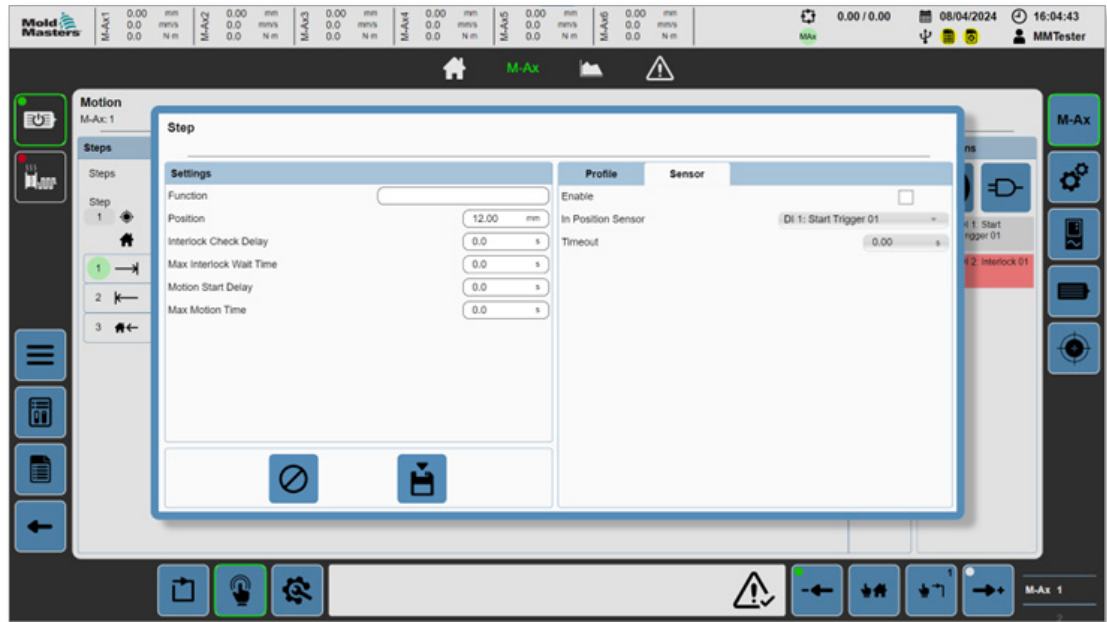 Mold Masters
M-Ax1 0.00 mm 0.0 mm/s 0.0 N·m
M-Ax2 0.00 mm 0.0 mm/s 0.0 N·m
M-Ax3 0.00 mm 0.0 mm/s 0.0 N·m
M-Ax4 0.00 mm 0.0 mm/s 0.0 N·m
M-Ax5 0.00 mm 0.0 mm/s 0.0 N·m
M-Ax6 0.00 mm 0.0 mm/s 0.0 N·m
MAx
0.00 / 0.00
08/04/2024 16:04:43
MMTester
M-Ax
Motion
M-Ax: 1
Steps
Steps
Step
1
1
2
3
Step
Settings
Function
Position 12.00 mm
Interlock Check Delay 0.0 s
Max Interlock Wait Time 0.0 s
Motion Start Delay 0.0 s
Max Motion Time 0.0 s
Profile Sensor
Enable
In Position Sensor DI 1: Start Trigger 01
Timeout 0.00 s
ns
1: Start
rigger 01
DI 2: Interlock 01
M-Ax
1
M-Ax 1
2